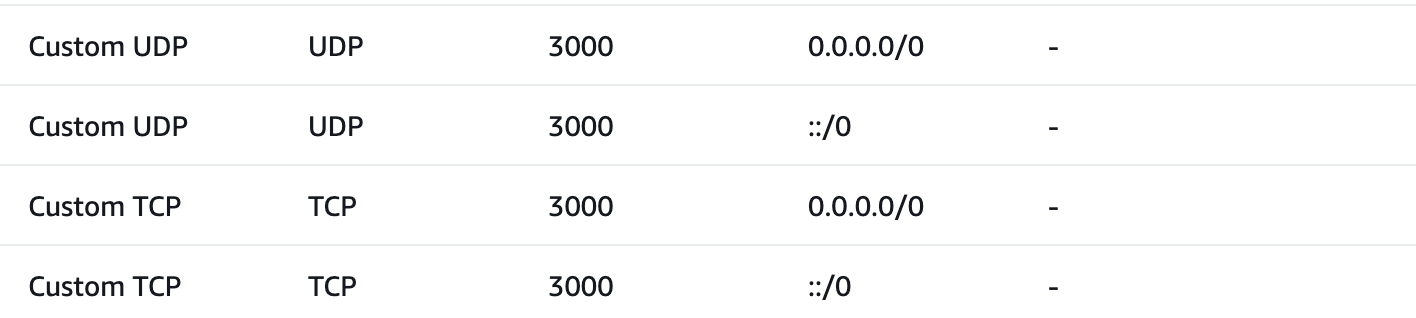 Custom UDP UDP 3000 0.0.0.0/0 -
Custom UDP UDP 3000 ::/0 -
Custom TCP TCP 3000 0.0.0.0/0 -
Custom TCP TCP 3000 ::/0 -